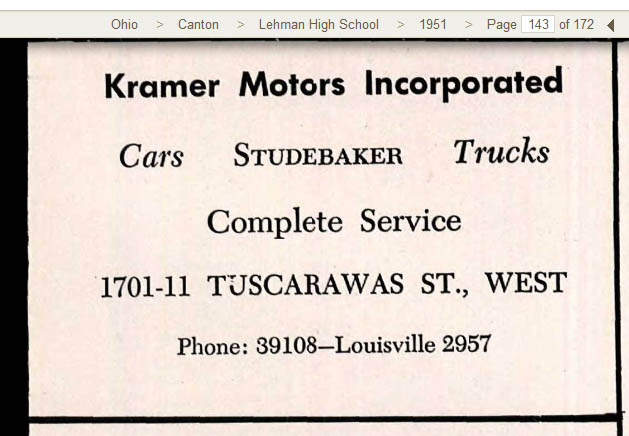 Ohio > Canton > Lehman High School > 1951 > Page 143 of 172
Kramer Motors Incorporated
Cars STUDEBAKER Trucks
Complete Service
1701-11 TUSCARAWAS ST., WEST
Phone: 39108—Louisville 2957